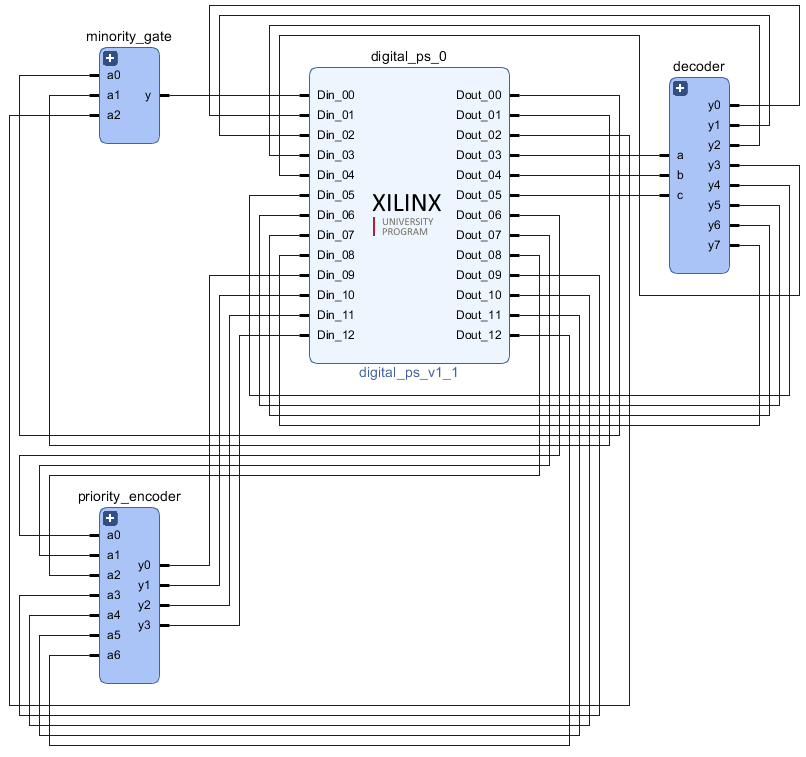 minority_gate
a0
a1
a2
y
digital_ps_0
Din_00
Din_01
Din_02
Din_03
Din_04
Din_05
Din_06
Din_07
Din_08
Din_09
Din_10
Din_11
Din_12
XILINX
UNIVERSITY
PROGRAM
Dout_00
Dout_01
Dout_02
Dout_03
Dout_04
Dout_05
Dout_06
Dout_07
Dout_08
Dout_09
Dout_10
Dout_11
Dout_12
digital_ps_v1_1
decoder
a
b
c
y0
y1
y2
y3
y4
y5
y6
y7
priority_encoder
a0
a1
a2
a3
a4
a5
a6
y0
y1
y2
y3